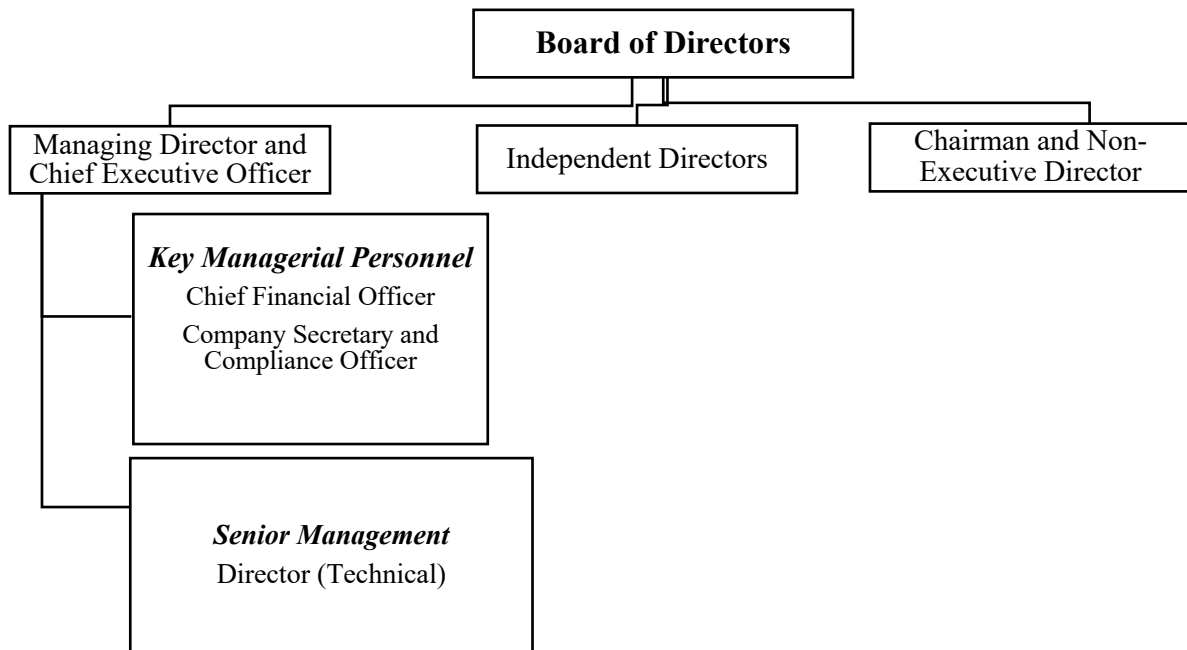 Board of Directors
Managing Director and
Chief Executive Officer
Independent Directors
Chairman and Non-
Executive Director
Key Managerial Personnel
Chief Financial Officer
Company Secretary and
Compliance Officer
Senior Management
Director (Technical)